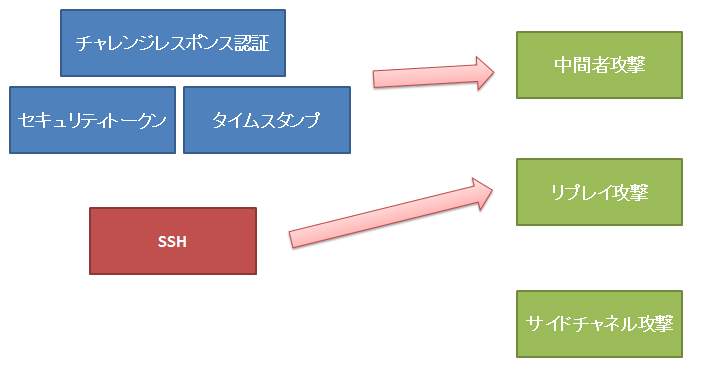 チャレンジレスポンス認証
中間者攻撃
セキュリティトークン
タイムスタンプ
リプレイ攻撃
SSH
サイドチャネル攻撃